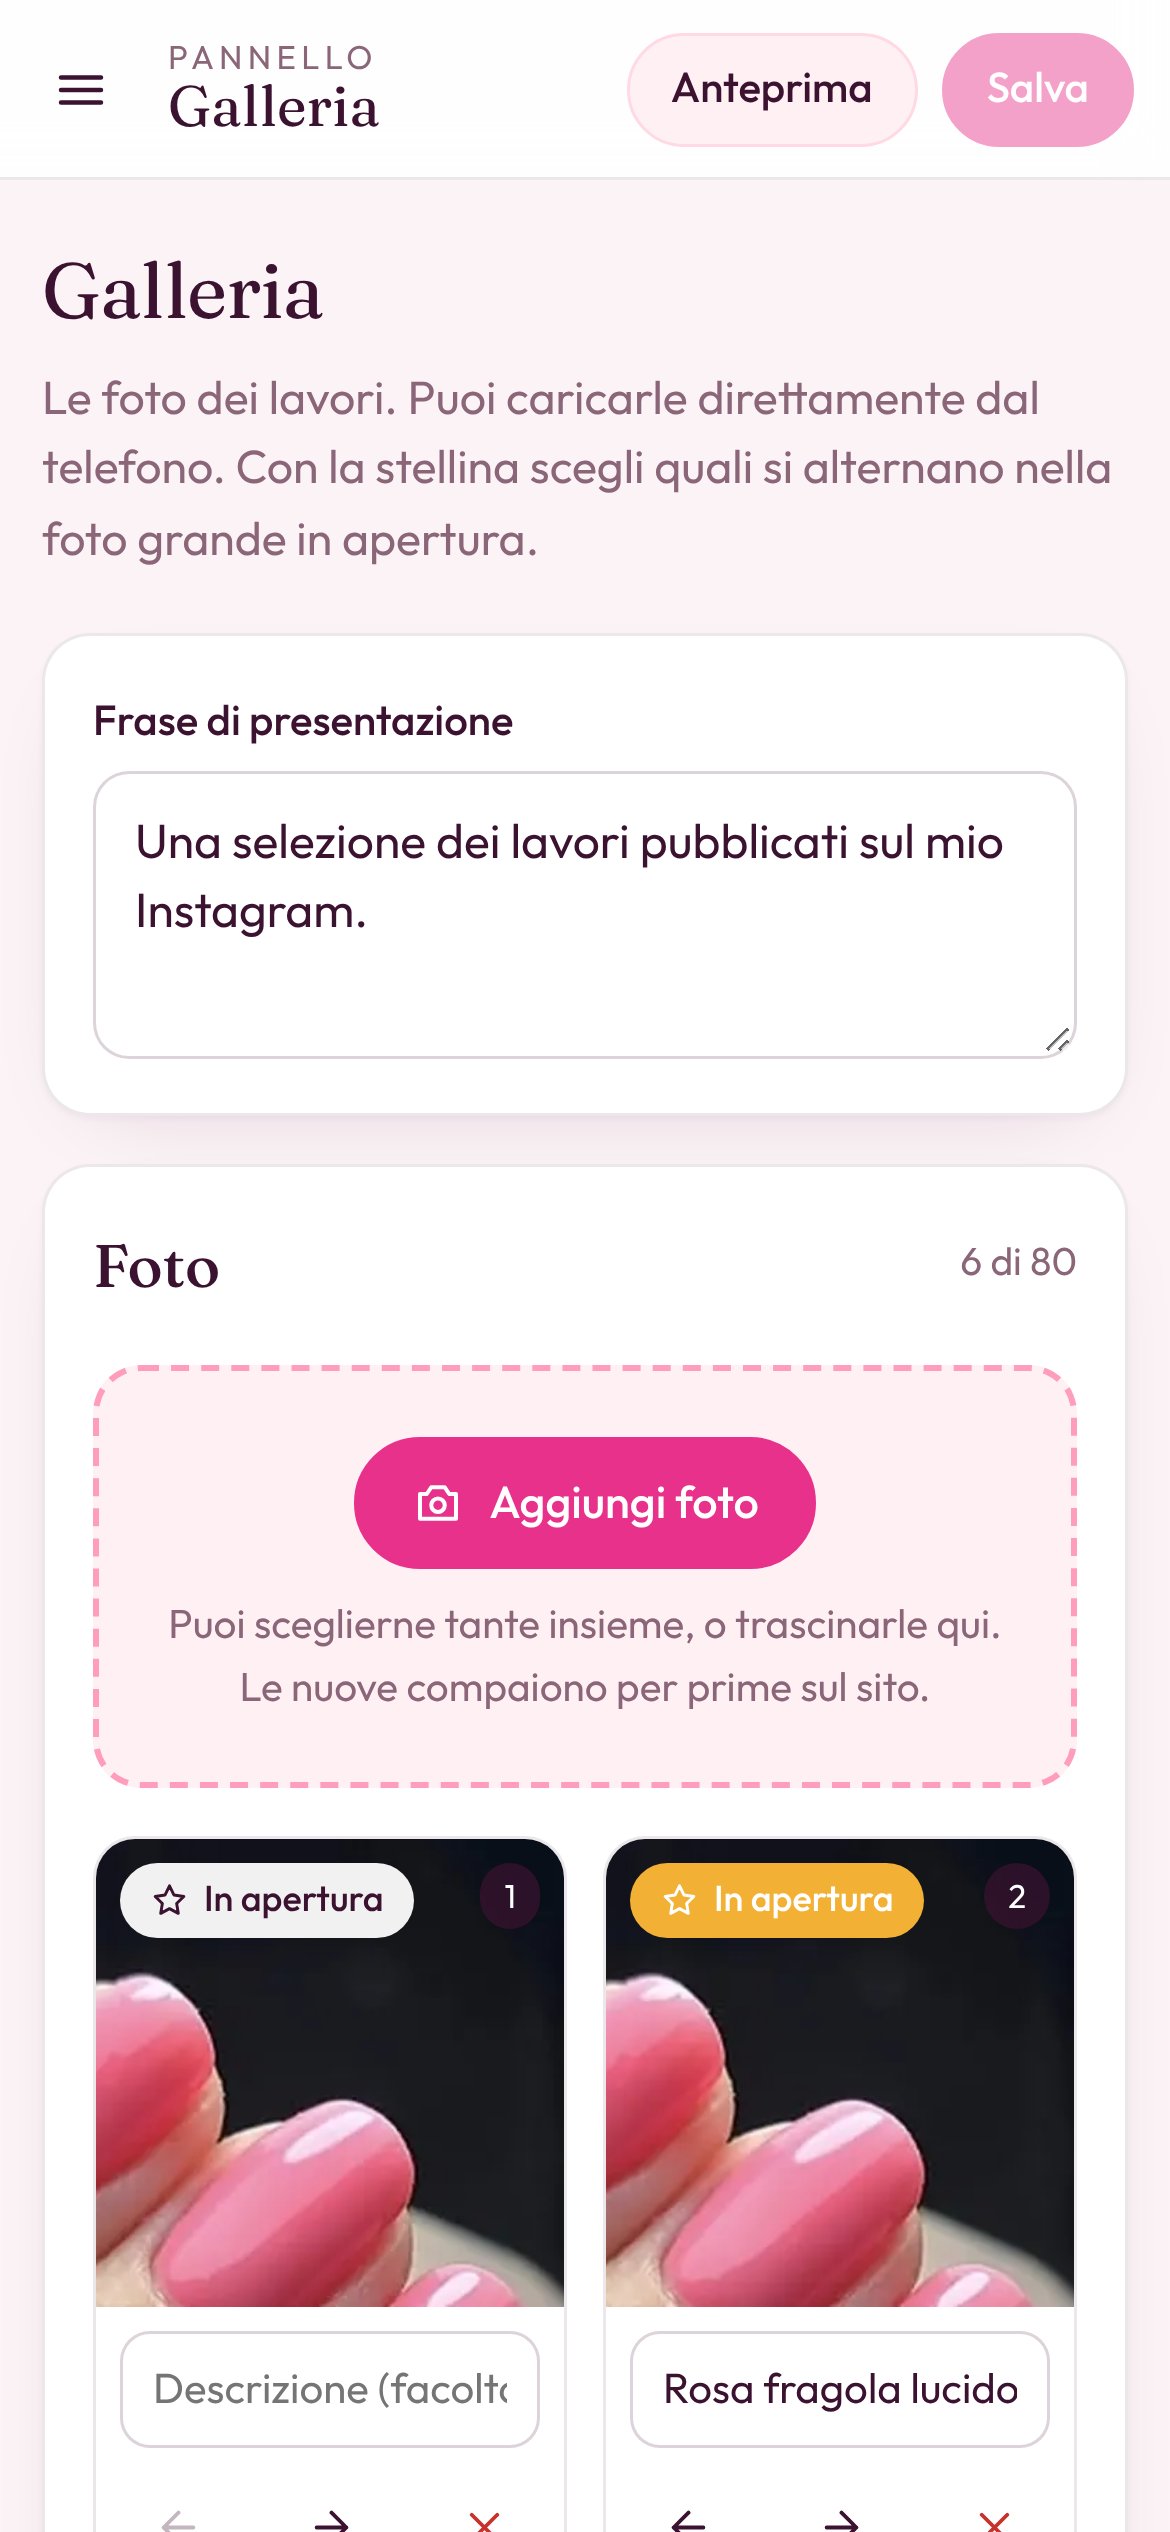 PANNELLO
Galleria
Anteprima
Salva
Galleria
Le foto dei lavori. Puoi caricarle direttamente dal
telefono. Con la stellina scegli quali si alternano nella
foto grande in apertura.
Frase di presentazione
Una selezione dei lavori pubblicati sul mio
Instagram.
Foto
6 di 80
Aggiungi foto
Puoi sceglierne tante insieme, o trascinarle qui.
Le nuove compaiono per prime sul sito.
In apertura
1
In apertura
2
Descrizione (facolt
Rosa fragola lucido